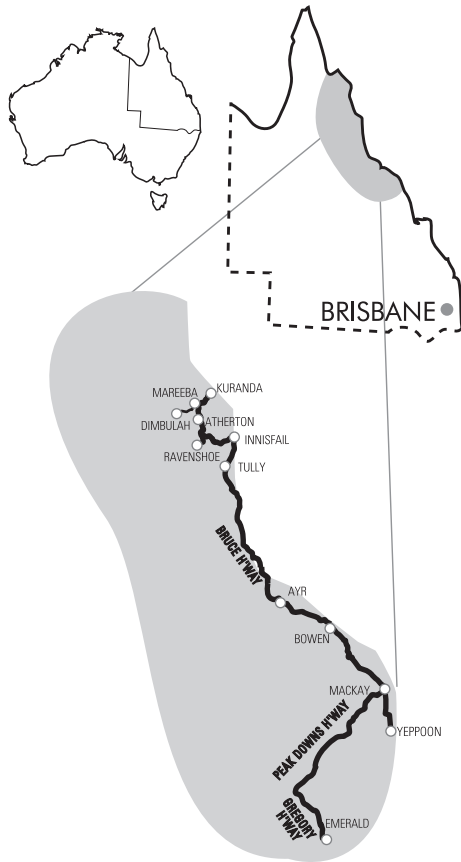 BRISBANE
KURANDA
MAREEBA
DIMBULAH
ATHERTON
INNISFAIL
RAVENSHOE
TULLY
BRUCE H'WAY
AYR
BOWEN
MACKAY
YEPPOON
PEAK DOWNS H'WAY
GREGORY
H'WAY
EMERALD